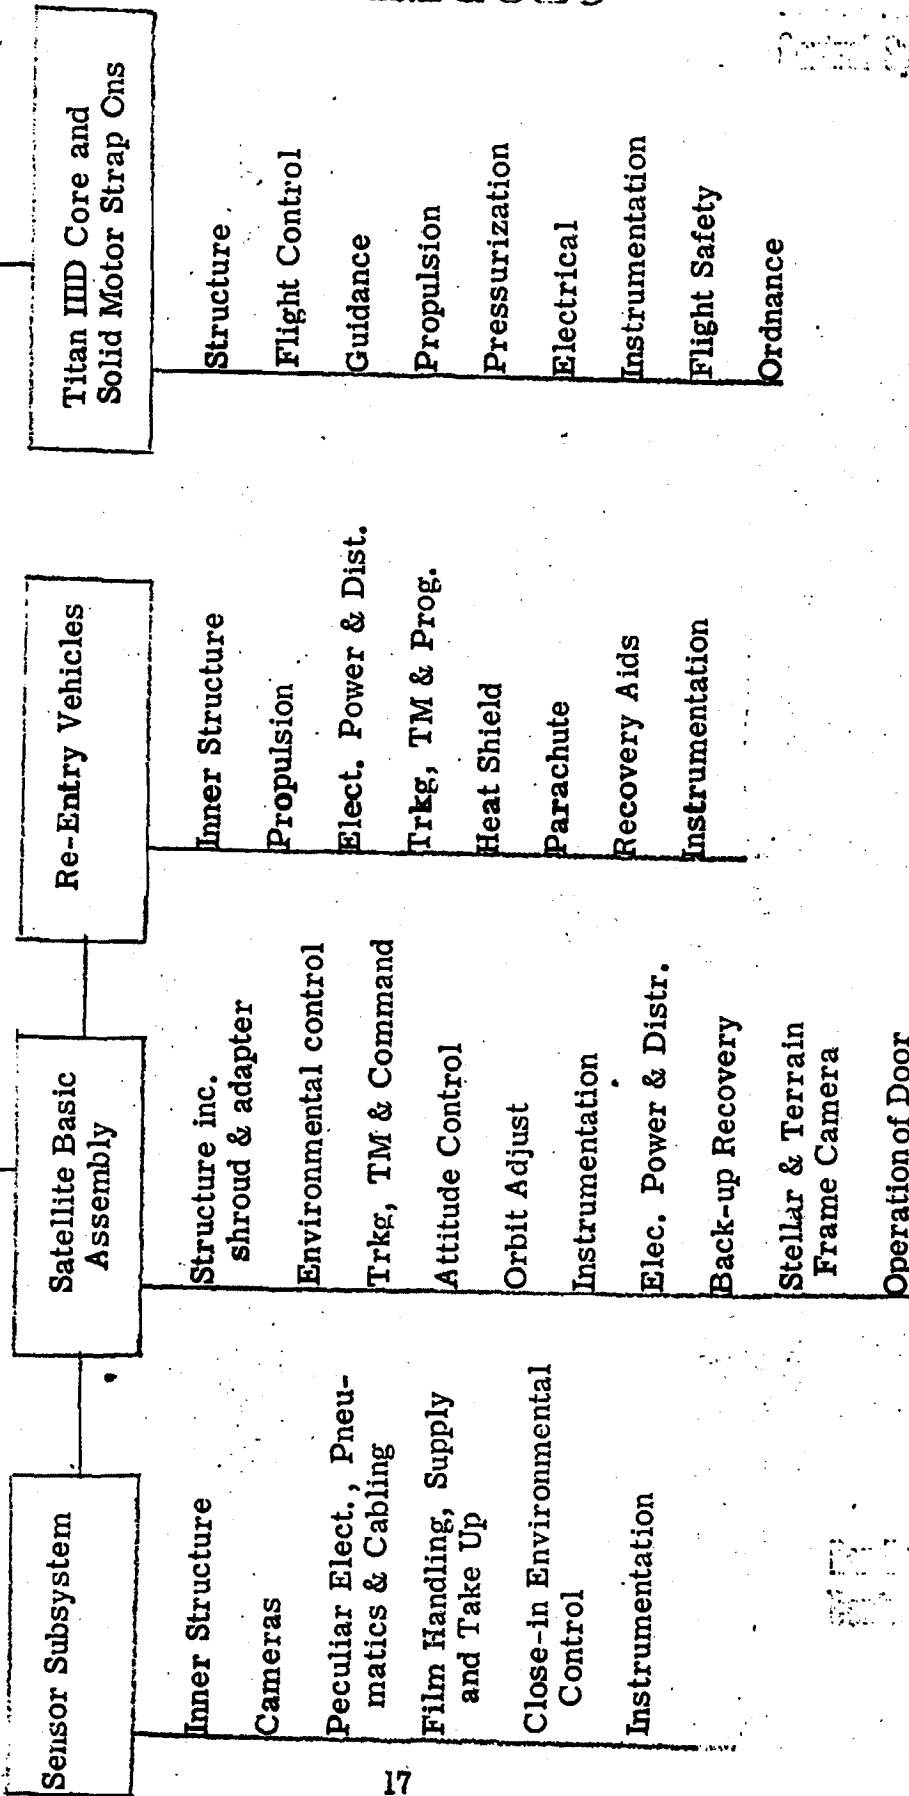 Sensor Subsystem
Inner Structure
Cameras
Peculiar Elect., Pneu-
matics & Cabling
Film Handling, Supply
and Take Up
Close-in Environmental
Control
Instrumentation
Satellite Basic
Assembly
Structure inc.
shroud & adapter
Environmental control
Trkg, TM & Command
Attitude Control
Orbit Adjust
Instrumentation
Elec. Power & Distr.
Back-up Recovery
Stellar & Terrain
Frame Camera
Operation of Door
Re-Entry Vehicles
Inner Structure
Propulsion
Elect. Power & Dist.
Trkg, TM & Prog.
Heat Shield
Parachute
Recovery Aids
Instrumentation
Titan IIID Core and
Solid Motor Strap Ons
Structure
Flight Control
Guidance
Propulsion
Pressurization
Electrical
Instrumentation
Flight Safety
Ordnance
17